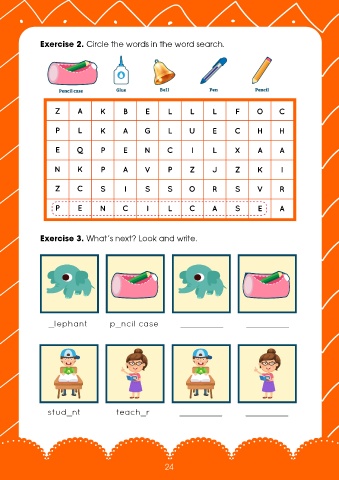 Exercise 2. Circle the words in the word search.
Pencil case Glue Bell Pen Pencil
Z A K B E L L L F O C
P L K A G L U E C H H
E Q P E N C I L X A A
N K P A V P Z J Z K I
Z C S I S S O R S V R
P E N C I L C A S E A
Exercise 3. What's next? Look and write.
_lephant p_ncil case _________ _________
stud_nt teach_r _________ _________
24